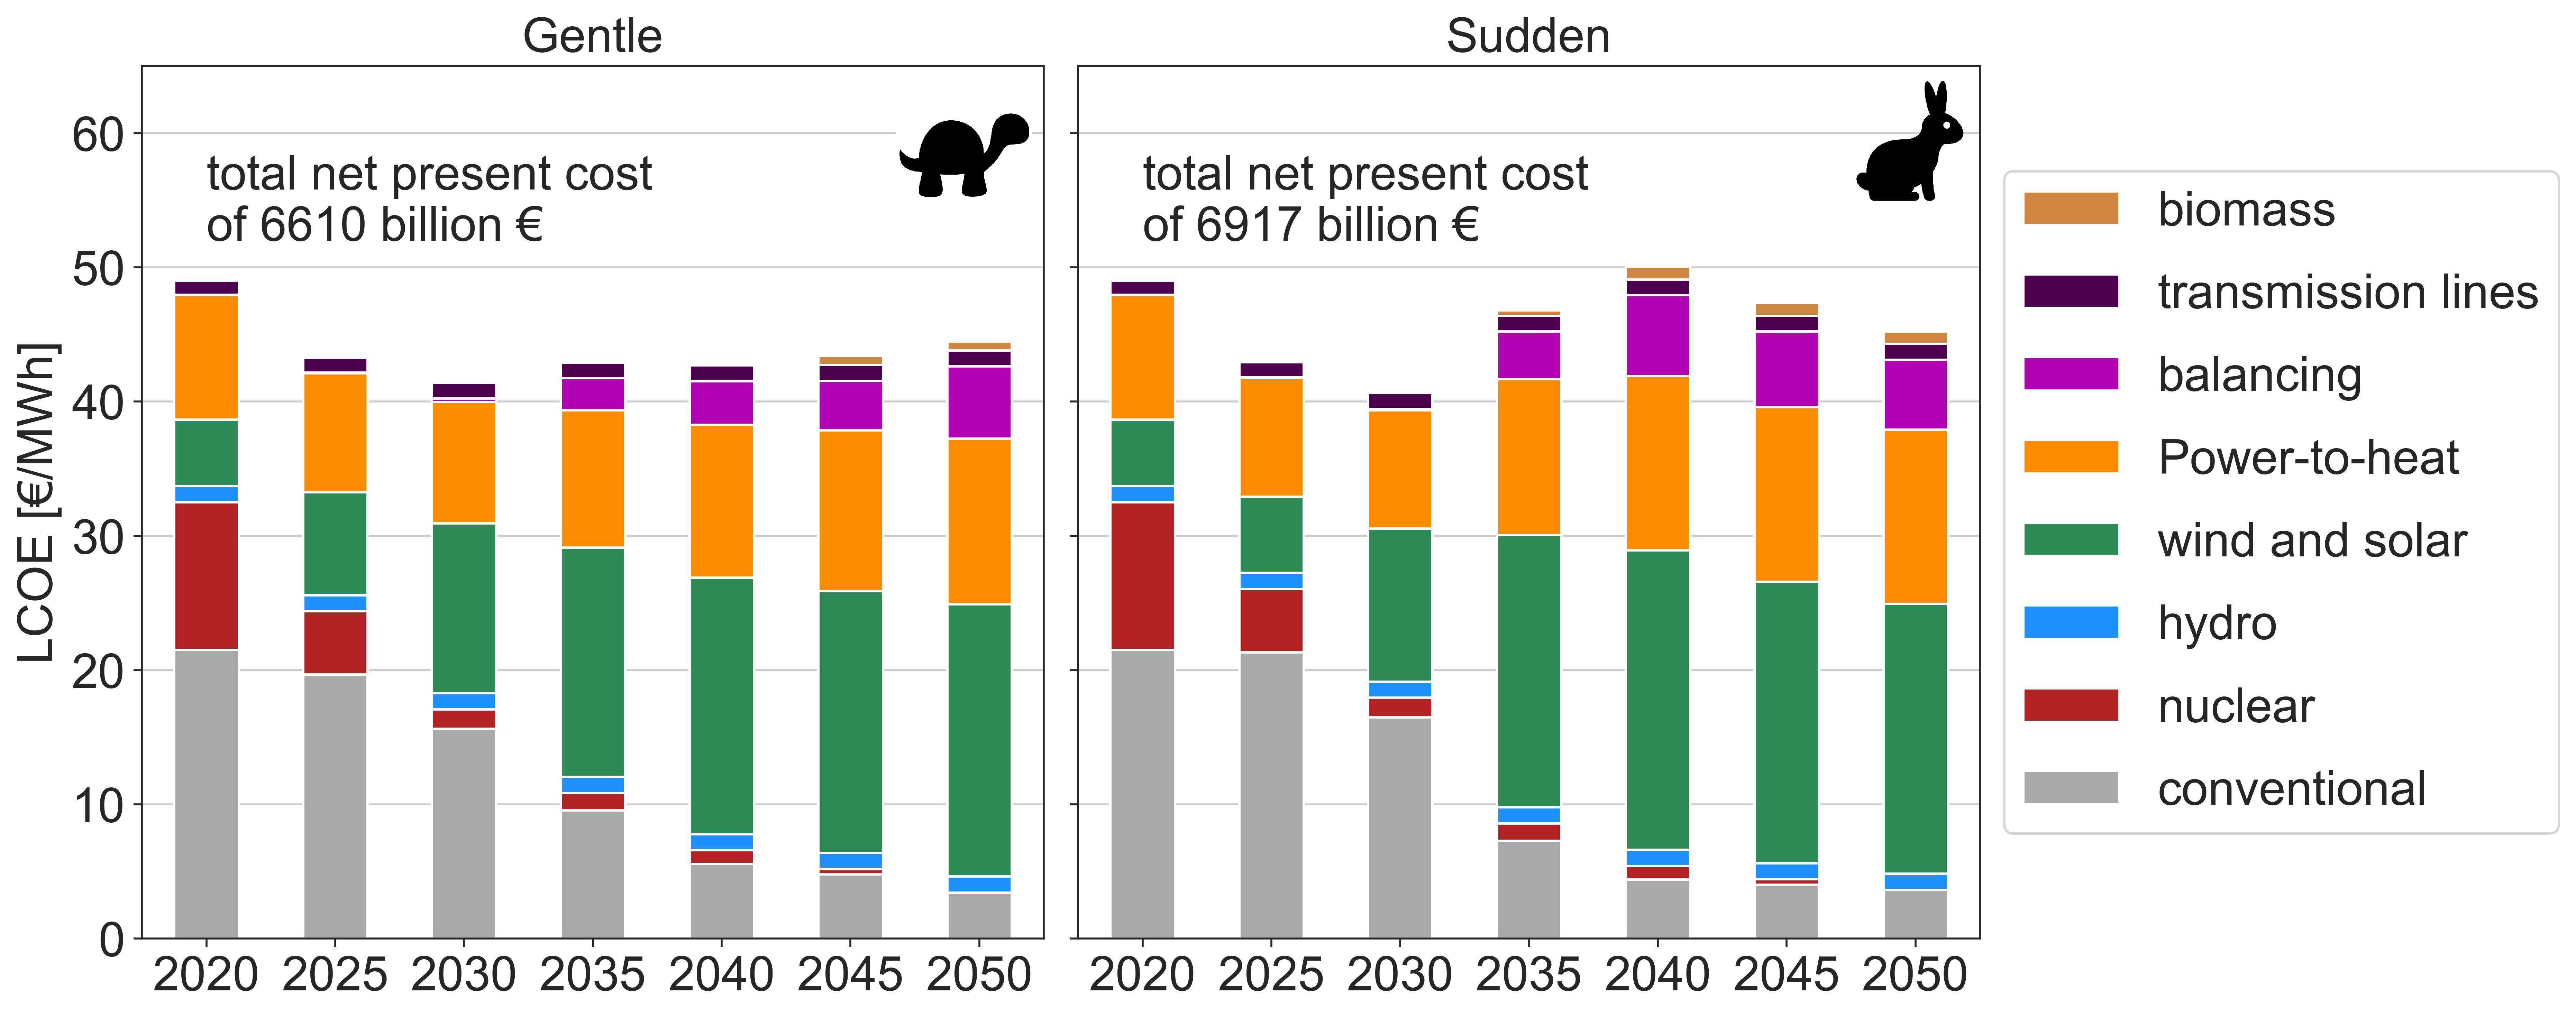 Gentle
Sudden
total net present cost
of 6610 billion €
total net present cost
of 6917 billion €
LCOE [€/MWh]
60
50
40
30
20
10
0
2020 2025 2030 2035 2040 2045 2050
2020 2025 2030 2035 2040 2045 2050
biomass
transmission lines
balancing
Power-to-heat
wind and solar
hydro
nuclear
conventional